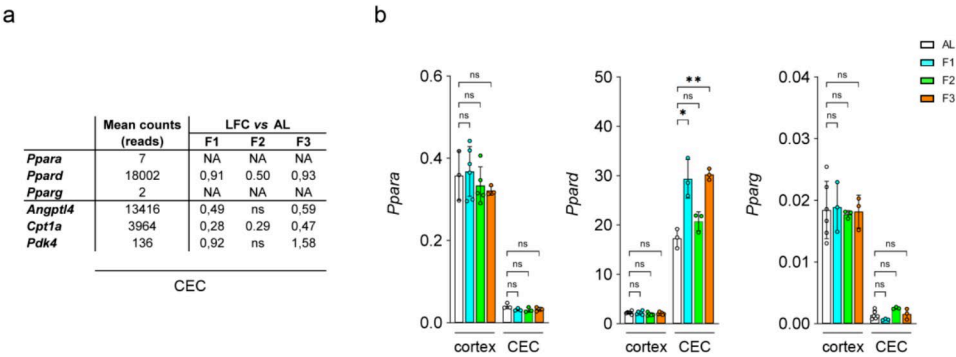 a
Mean counts (reads) LFC vs AL
F1 F2 F3
Ppara 7 NA NA NA
Ppard 18002 0,91 0.50 0,93
Pparg 2 NA NA NA
Angptl4 13416 0,49 ns 0,59
Cpt1a 3964 0,28 0.29 0,47
Pdk4 136 0,92 ns 1,58
CEC
b
AL
F1
F2
F3
Ppara
0.6
0.4
0.2
0.0
ns
ns
ns
ns
ns
ns
cortex CEC
Ppard
50
40
30
20
10
0
**
ns
*
ns
ns
ns
cortex CEC
Pparg
0.04
0.03
0.02
0.01
0.00
ns
ns
ns
ns
ns
ns
cortex CEC